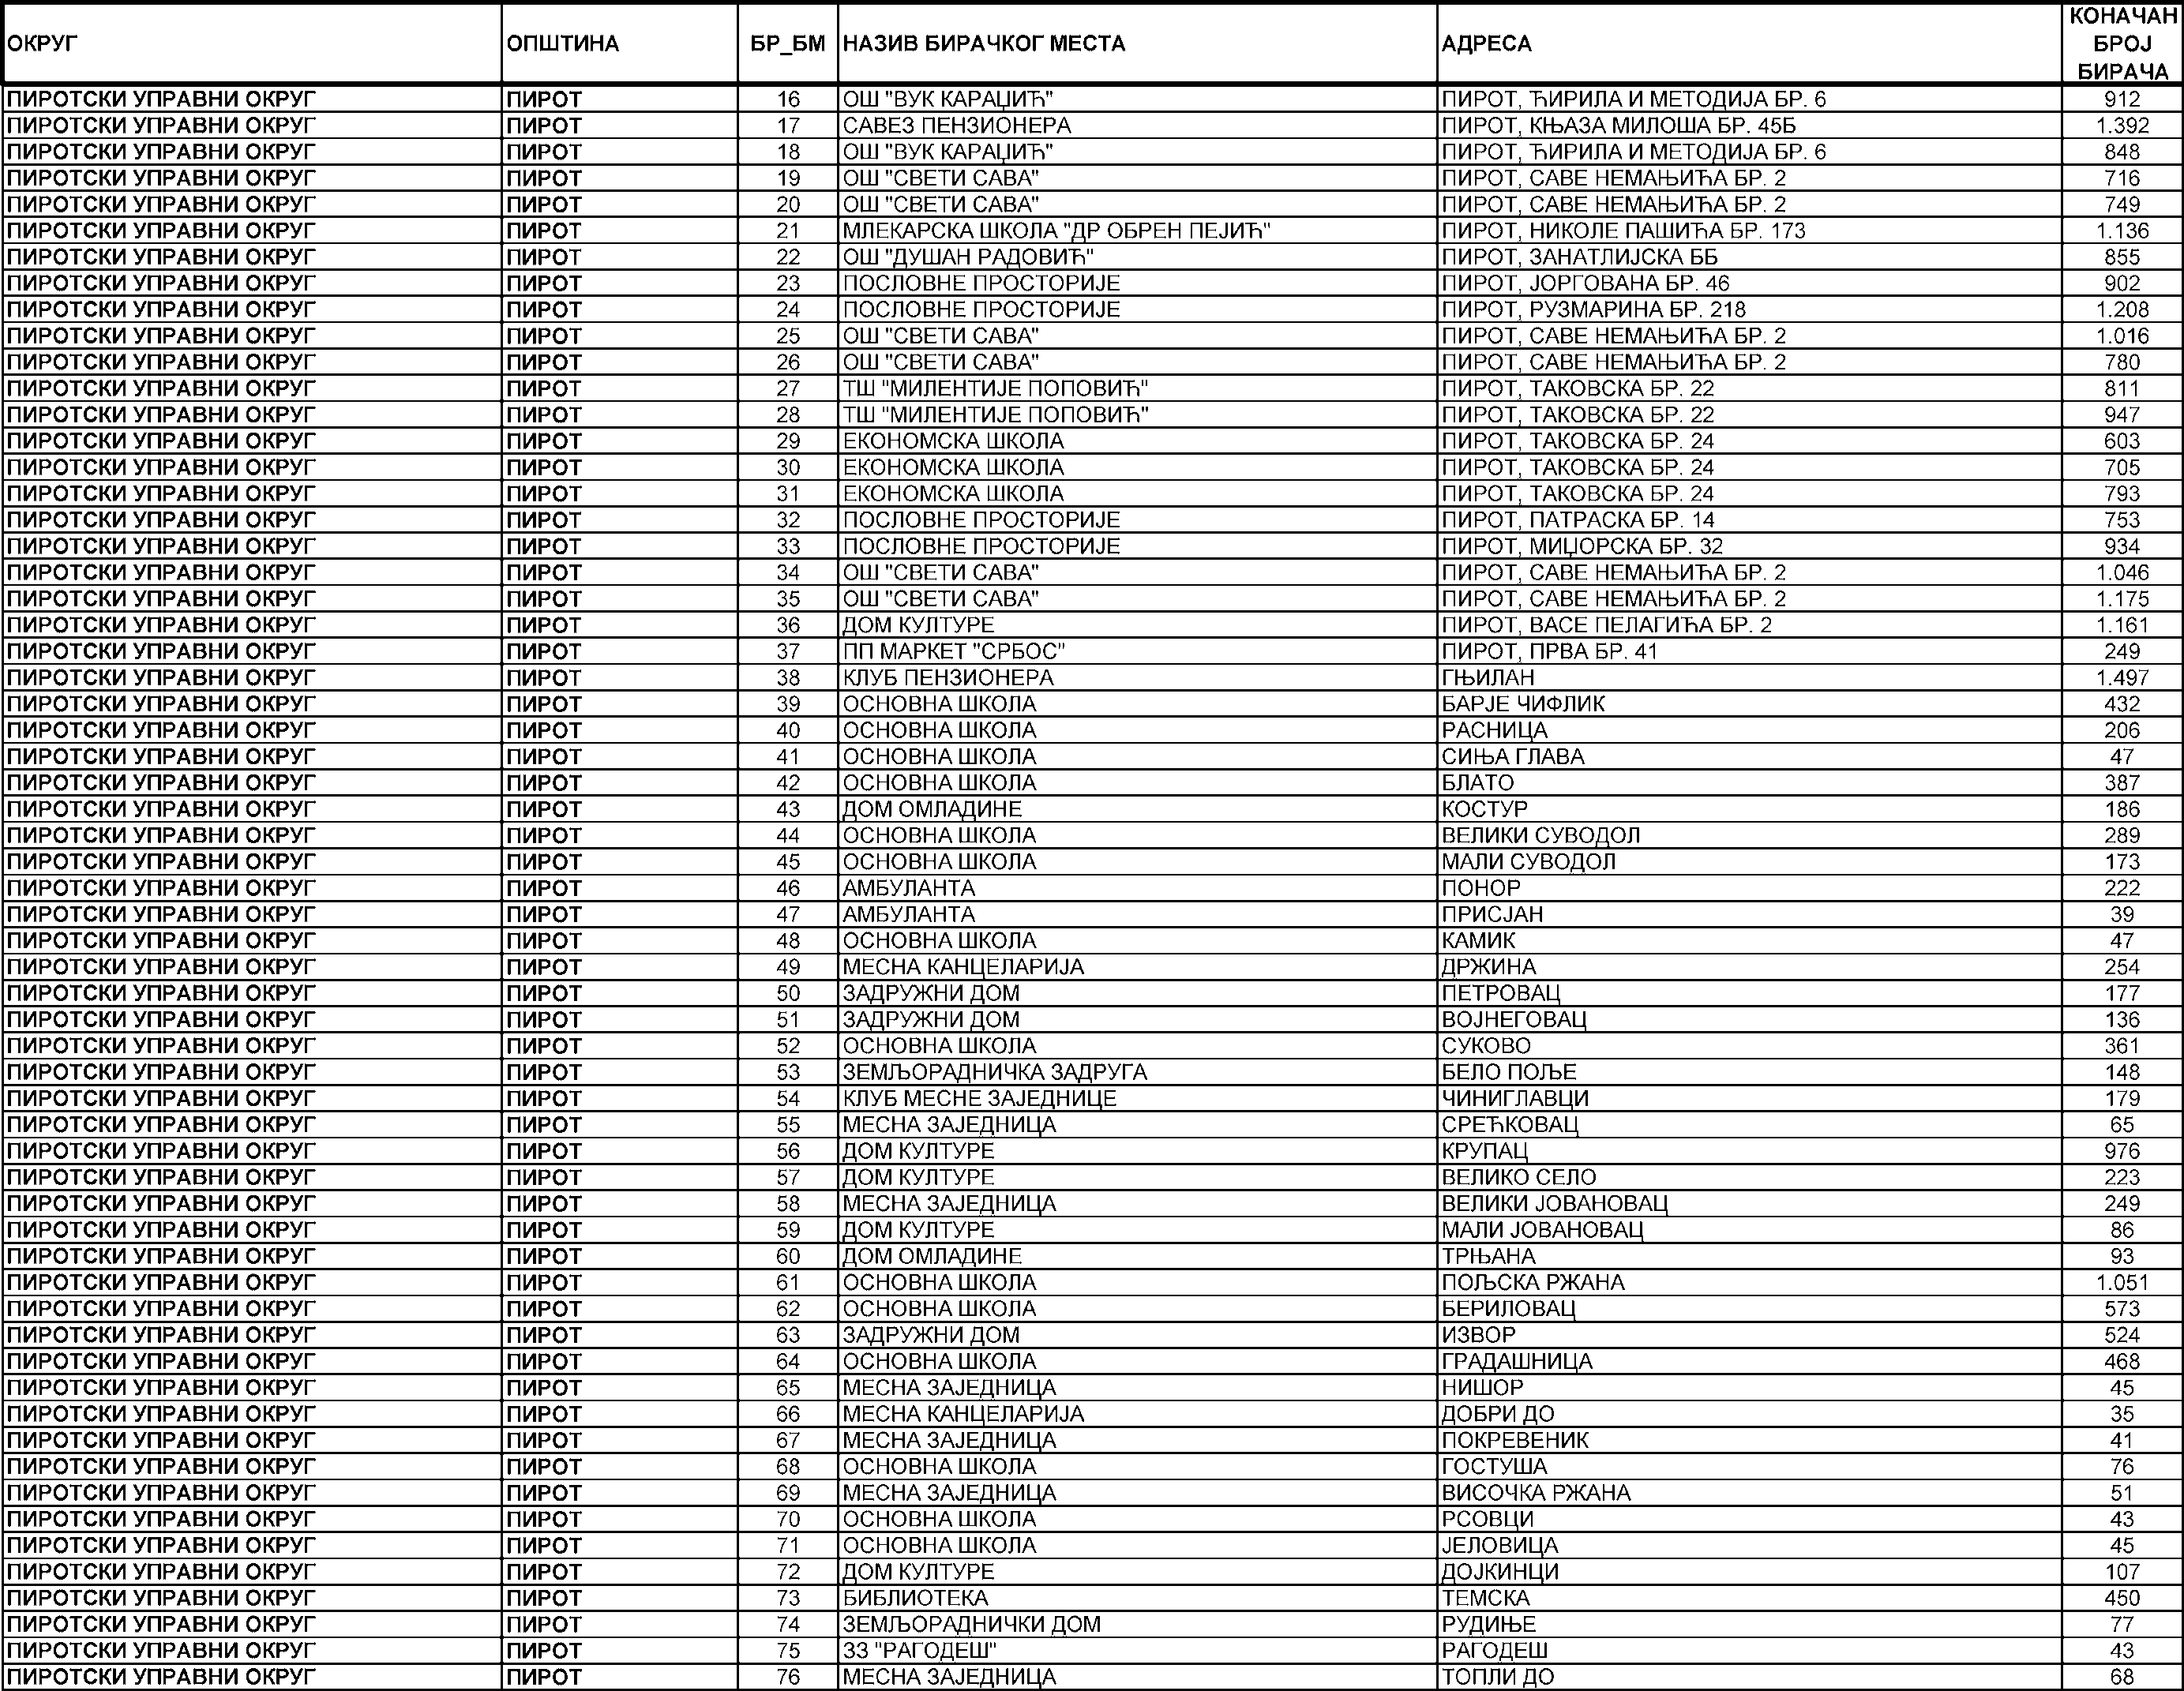 ОКРУГ ОПШТИНА БР_БМ НАЗИВ БИРАЧКОГ МЕСТА АДРЕСА КОНАЧАН БРОЈ БИРАЧА
ПИРОТСКИ УПРАВНИ ОКРУГ ПИРОТ 16 ОШ "ВУК КАРАЏИЋ" ПИРОТ, ЋИРИЛА И МЕТОДИЈА БР. 6 912
ПИРОТСКИ УПРАВНИ ОКРУГ ПИРОТ 17 САВЕЗ ПЕНЗИОНЕРА ПИРОТ, КЊАЗА МИЛОША БР. 45Б 1.392
ПИРОТСКИ УПРАВНИ ОКРУГ ПИРОТ 18 ОШ "ВУК КАРАЏИЋ" ПИРОТ, ЋИРИЛА И МЕТОДИЈА БР. 6 848
ПИРОТСКИ УПРАВНИ ОКРУГ ПИРОТ 19 ОШ "СВЕТИ САВА" ПИРОТ, САВЕ НЕМАЊИЋА БР. 2 716
ПИРОТСКИ УПРАВНИ ОКРУГ ПИРОТ 20 ОШ "СВЕТИ САВА" ПИРОТ, САВЕ НЕМАЊИЋА БР. 2 749
ПИРОТСКИ УПРАВНИ ОКРУГ ПИРОТ 21 МЛЕКАРСКА ШКОЛА "ДР ОБРЕН ПЕЈИЋ" ПИРОТ, НИКОЛЕ ПАШИЋА БР. 173 1.136
ПИРОТСКИ УПРАВНИ ОКРУГ ПИРОТ 22 ОШ "ДУШАН РАДОВИЋ" ПИРОТ, ЗАНАТЛИЈСКА ББ 855
ПИРОТСКИ УПРАВНИ ОКРУГ ПИРОТ 23 ПОСЛОВНЕ ПРОСТОРИЈЕ ПИРОТ, ЈОРГОВАНА БР. 46 902
ПИРОТСКИ УПРАВНИ ОКРУГ ПИРОТ 24 ПОСЛОВНЕ ПРОСТОРИЈЕ ПИРОТ, РУЗМАРИНА БР. 218 1.208
ПИРОТСКИ УПРАВНИ ОКРУГ ПИРОТ 25 ОШ "СВЕТИ САВА" ПИРОТ, САВЕ НЕМАЊИЋА БР. 2 1.016
ПИРОТСКИ УПРАВНИ ОКРУГ ПИРОТ 26 ОШ "СВЕТИ САВА" ПИРОТ, САВЕ НЕМАЊИЋА БР. 2 780
ПИРОТСКИ УПРАВНИ ОКРУГ ПИРОТ 27 ТШ "МИЛЕНТИЈЕ ПОПОВИЋ" ПИРОТ, ТАКОВСКА БР. 22 811
ПИРОТСКИ УПРАВНИ ОКРУГ ПИРОТ 28 ТШ "МИЛЕНТИЈЕ ПОПОВИЋ" ПИРОТ, ТАКОВСКА БР. 22 947
ПИРОТСКИ УПРАВНИ ОКРУГ ПИРОТ 29 ЕКОНОМСКА ШКОЛА ПИРОТ, ТАКОВСКА БР. 24 603
ПИРОТСКИ УПРАВНИ ОКРУГ ПИРОТ 30 ЕКОНОМСКА ШКОЛА ПИРОТ, ТАКОВСКА БР. 24 705
ПИРОТСКИ УПРАВНИ ОКРУГ ПИРОТ 31 ЕКОНОМСКА ШКОЛА ПИРОТ, ТАКОВСКА БР. 24 793
ПИРОТСКИ УПРАВНИ ОКРУГ ПИРОТ 32 ПОСЛОВНЕ ПРОСТОРИЈЕ ПИРОТ, ПАТРАСКА БР. 14 753
ПИРОТСКИ УПРАВНИ ОКРУГ ПИРОТ 33 ПОСЛОВНЕ ПРОСТОРИЈЕ ПИРОТ, МИЏОРСКА БР. 32 934
ПИРОТСКИ УПРАВНИ ОКРУГ ПИРОТ 34 ОШ "СВЕТИ САВА" ПИРОТ, САВЕ НЕМАЊИЋА БР. 2 1.046
ПИРОТСКИ УПРАВНИ ОКРУГ ПИРОТ 35 ОШ "СВЕТИ САВА" ПИРОТ, САВЕ НЕМАЊИЋА БР. 2 1.175
ПИРОТСКИ УПРАВНИ ОКРУГ ПИРОТ 36 ДОМ КУЛТУРЕ ПИРОТ, ВАСЕ ПЕЛАГИЋА БР. 2 1.161
ПИРОТСКИ УПРАВНИ ОКРУГ ПИРОТ 37 ПП МАРКЕТ "СРБОС" ПИРОТ, ПРВА БР. 41 249
ПИРОТСКИ УПРАВНИ ОКРУГ ПИРОТ 38 КЛУБ ПЕНЗИОНЕРА ГЊИЛАН 1.497
ПИРОТСКИ УПРАВНИ ОКРУГ ПИРОТ 39 ОСНОВНА ШКОЛА БАРЈЕ ЧИФЛИК 432
ПИРОТСКИ УПРАВНИ ОКРУГ ПИРОТ 40 ОСНОВНА ШКОЛА РАСНИЦА 206
ПИРОТСКИ УПРАВНИ ОКРУГ ПИРОТ 41 ОСНОВНА ШКОЛА СИЊА ГЛАВА 47
ПИРОТСКИ УПРАВНИ ОКРУГ ПИРОТ 42 ОСНОВНА ШКОЛА БЛАТО 387
ПИРОТСКИ УПРАВНИ ОКРУГ ПИРОТ 43 ДОМ ОМЛАДИНЕ КОСТУР 186
ПИРОТСКИ УПРАВНИ ОКРУГ ПИРОТ 44 ОСНОВНА ШКОЛА ВЕЛИКИ СУВОДОЛ 289
ПИРОТСКИ УПРАВНИ ОКРУГ ПИРОТ 45 ОСНОВНА ШКОЛА МАЛИ СУВОДОЛ 173
ПИРОТСКИ УПРАВНИ ОКРУГ ПИРОТ 46 АМБУЛАНТА ПОНОР 222
ПИРОТСКИ УПРАВНИ ОКРУГ ПИРОТ 47 АМБУЛАНТА ПРИСЈАН 39
ПИРОТСКИ УПРАВНИ ОКРУГ ПИРОТ 48 ОСНОВНА ШКОЛА КАМИК 47
ПИРОТСКИ УПРАВНИ ОКРУГ ПИРОТ 49 МЕСНА КАНЦЕЛАРИЈА ДРЖИНА 254
ПИРОТСКИ УПРАВНИ ОКРУГ ПИРОТ 50 ЗАДРУЖНИ ДОМ ПЕТРОВАЦ 177
ПИРОТСКИ УПРАВНИ ОКРУГ ПИРОТ 51 ЗАДРУЖНИ ДОМ ВОЈНЕГОВАЦ 136
ПИРОТСКИ УПРАВНИ ОКРУГ ПИРОТ 52 ОСНОВНА ШКОЛА СУКОВО 361
ПИРОТСКИ УПРАВНИ ОКРУГ ПИРОТ 53 ЗЕМЉОРАДНИЧКА ЗАДРУГА БЕЛО ПОЉЕ 148
ПИРОТСКИ УПРАВНИ ОКРУГ ПИРОТ 54 КЛУБ МЕСНЕ ЗАЈЕДНИЦЕ ЧИНИГЛАВЦИ 179
ПИРОТСКИ УПРАВНИ ОКРУГ ПИРОТ 55 МЕСНА ЗАЈЕДНИЦА СРЕЋКОВАЦ 65
ПИРОТСКИ УПРАВНИ ОКРУГ ПИРОТ 56 ДОМ КУЛТУРЕ КРУПАЦ 976
ПИРОТСКИ УПРАВНИ ОКРУГ ПИРОТ 57 ДОМ КУЛТУРЕ ВЕЛИКО СЕЛО 223
ПИРОТСКИ УПРАВНИ ОКРУГ ПИРОТ 58 МЕСНА ЗАЈЕДНИЦА ВЕЛИКИ ЈОВАНОВАЦ 249
ПИРОТСКИ УПРАВНИ ОКРУГ ПИРОТ 59 ДОМ КУЛТУРЕ МАЛИ ЈОВАНОВАЦ 86
ПИРОТСКИ УПРАВНИ ОКРУГ ПИРОТ 60 ДОМ ОМЛАДИНЕ ТРЊАНА 93
ПИРОТСКИ УПРАВНИ ОКРУГ ПИРОТ 61 ОСНОВНА ШКОЛА ПОЉСКА РЖАНА 1.051
ПИРОТСКИ УПРАВНИ ОКРУГ ПИРОТ 62 ОСНОВНА ШКОЛА БЕРИЛОВАЦ 573
ПИРОТСКИ УПРАВНИ ОКРУГ ПИРОТ 63 ЗАДРУЖНИ ДОМ ИЗВОР 524
ПИРОТСКИ УПРАВНИ ОКРУГ ПИРОТ 64 ОСНОВНА ШКОЛА ГРАДАШНИЦА 468
ПИРОТСКИ УПРАВНИ ОКРУГ ПИРОТ 65 МЕСНА ЗАЈЕДНИЦА НИШОР 45
ПИРОТСКИ УПРАВНИ ОКРУГ ПИРОТ 66 МЕСНА КАНЦЕЛАРИЈА ДОБРИ ДО 35
ПИРОТСКИ УПРАВНИ ОКРУГ ПИРОТ 67 МЕСНА ЗАЈЕДНИЦА ПОКРЕВЕНИК 41
ПИРОТСКИ УПРАВНИ ОКРУГ ПИРОТ 68 ОСНОВНА ШКОЛА ГОСТУША 76
ПИРОТСКИ УПРАВНИ ОКРУГ ПИРОТ 69 МЕСНА ЗАЈЕДНИЦА ВИСОЧКА РЖАНА 51
ПИРОТСКИ УПРАВНИ ОКРУГ ПИРОТ 70 ОСНОВНА ШКОЛА РСОВЦИ 43
ПИРОТСКИ УПРАВНИ ОКРУГ ПИРОТ 71 ОСНОВНА ШКОЛА ЈЕЛОВИЦА 45
ПИРОТСКИ УПРАВНИ ОКРУГ ПИРОТ 72 ДОМ КУЛТУРЕ ДОЈКИНЦИ 107
ПИРОТСКИ УПРАВНИ ОКРУГ ПИРОТ 73 БИБЛИОТЕКА ТЕМСКА 450
ПИРОТСКИ УПРАВНИ ОКРУГ ПИРОТ 74 ЗЕМЉОРАДНИЧКИ ДОМ РУДИЊЕ 77
ПИРОТСКИ УПРАВНИ ОКРУГ ПИРОТ 75 ЗЗ "РАГОДЕШ" РАГОДЕШ 43
ПИРОТСКИ УПРАВНИ ОКРУГ ПИРОТ 76 МЕСНА ЗАЈЕДНИЦА ТОПЛИ ДО 68